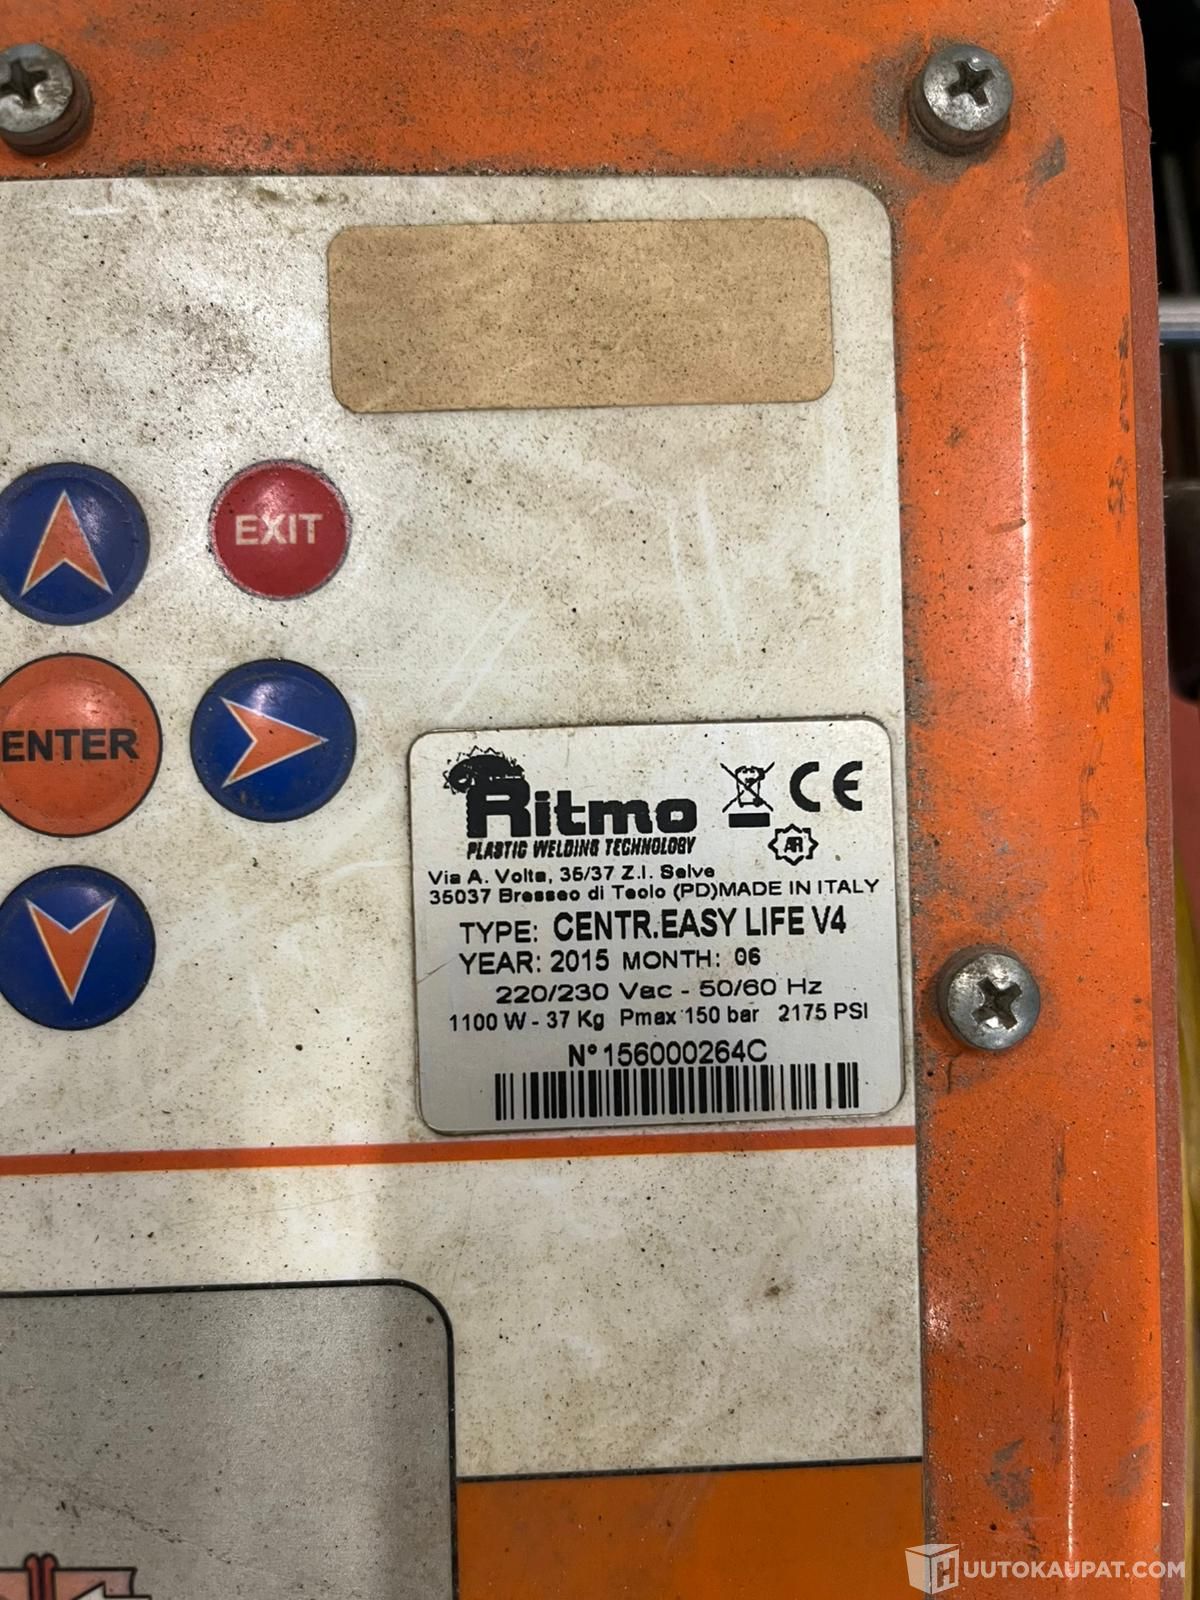 EXIT
ENTER
Ritmo
CE
PLASTIC WELDING TECHNOLOGY
AR
Via A. Volta, 35/37 Z.I. Selve
35037 Bresseo di Teolo (PD) MADE IN ITALY
TYPE: CENTR.EASY LIFE V4
YEAR: 2015 MONTH: 06
220/230 Vac - 50/60 Hz
1100 W - 37 Kg Pmax 150 bar 2175 PSI
N° 156000264C
HUUTOKAUPAT.COM